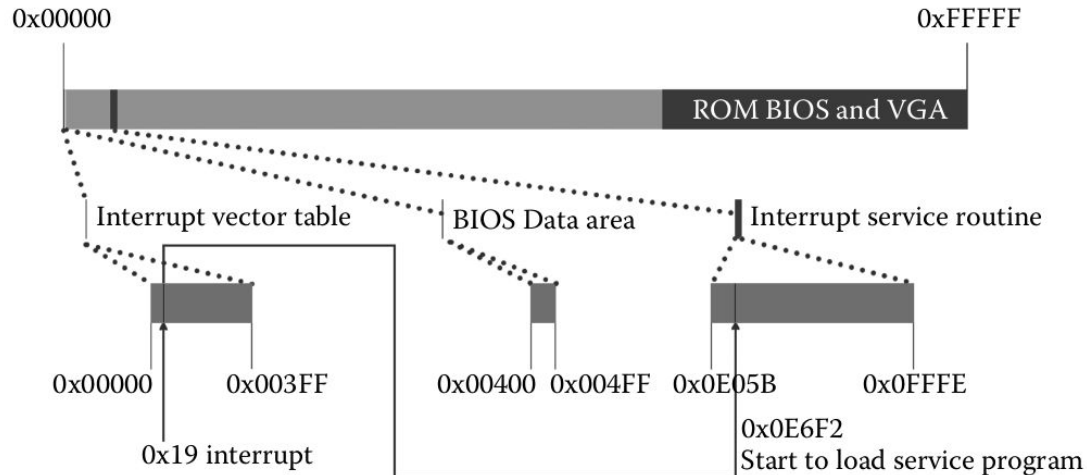 0x00000
0xFFFFF
ROM BIOS and VGA
Interrupt vector table
BIOS Data area
Interrupt service routine
0x00000
0x003FF
0x00400
0x004FF
0x0E05B
0x0FFFE
0x19 interrupt
0x0E6F2
Start to load service program